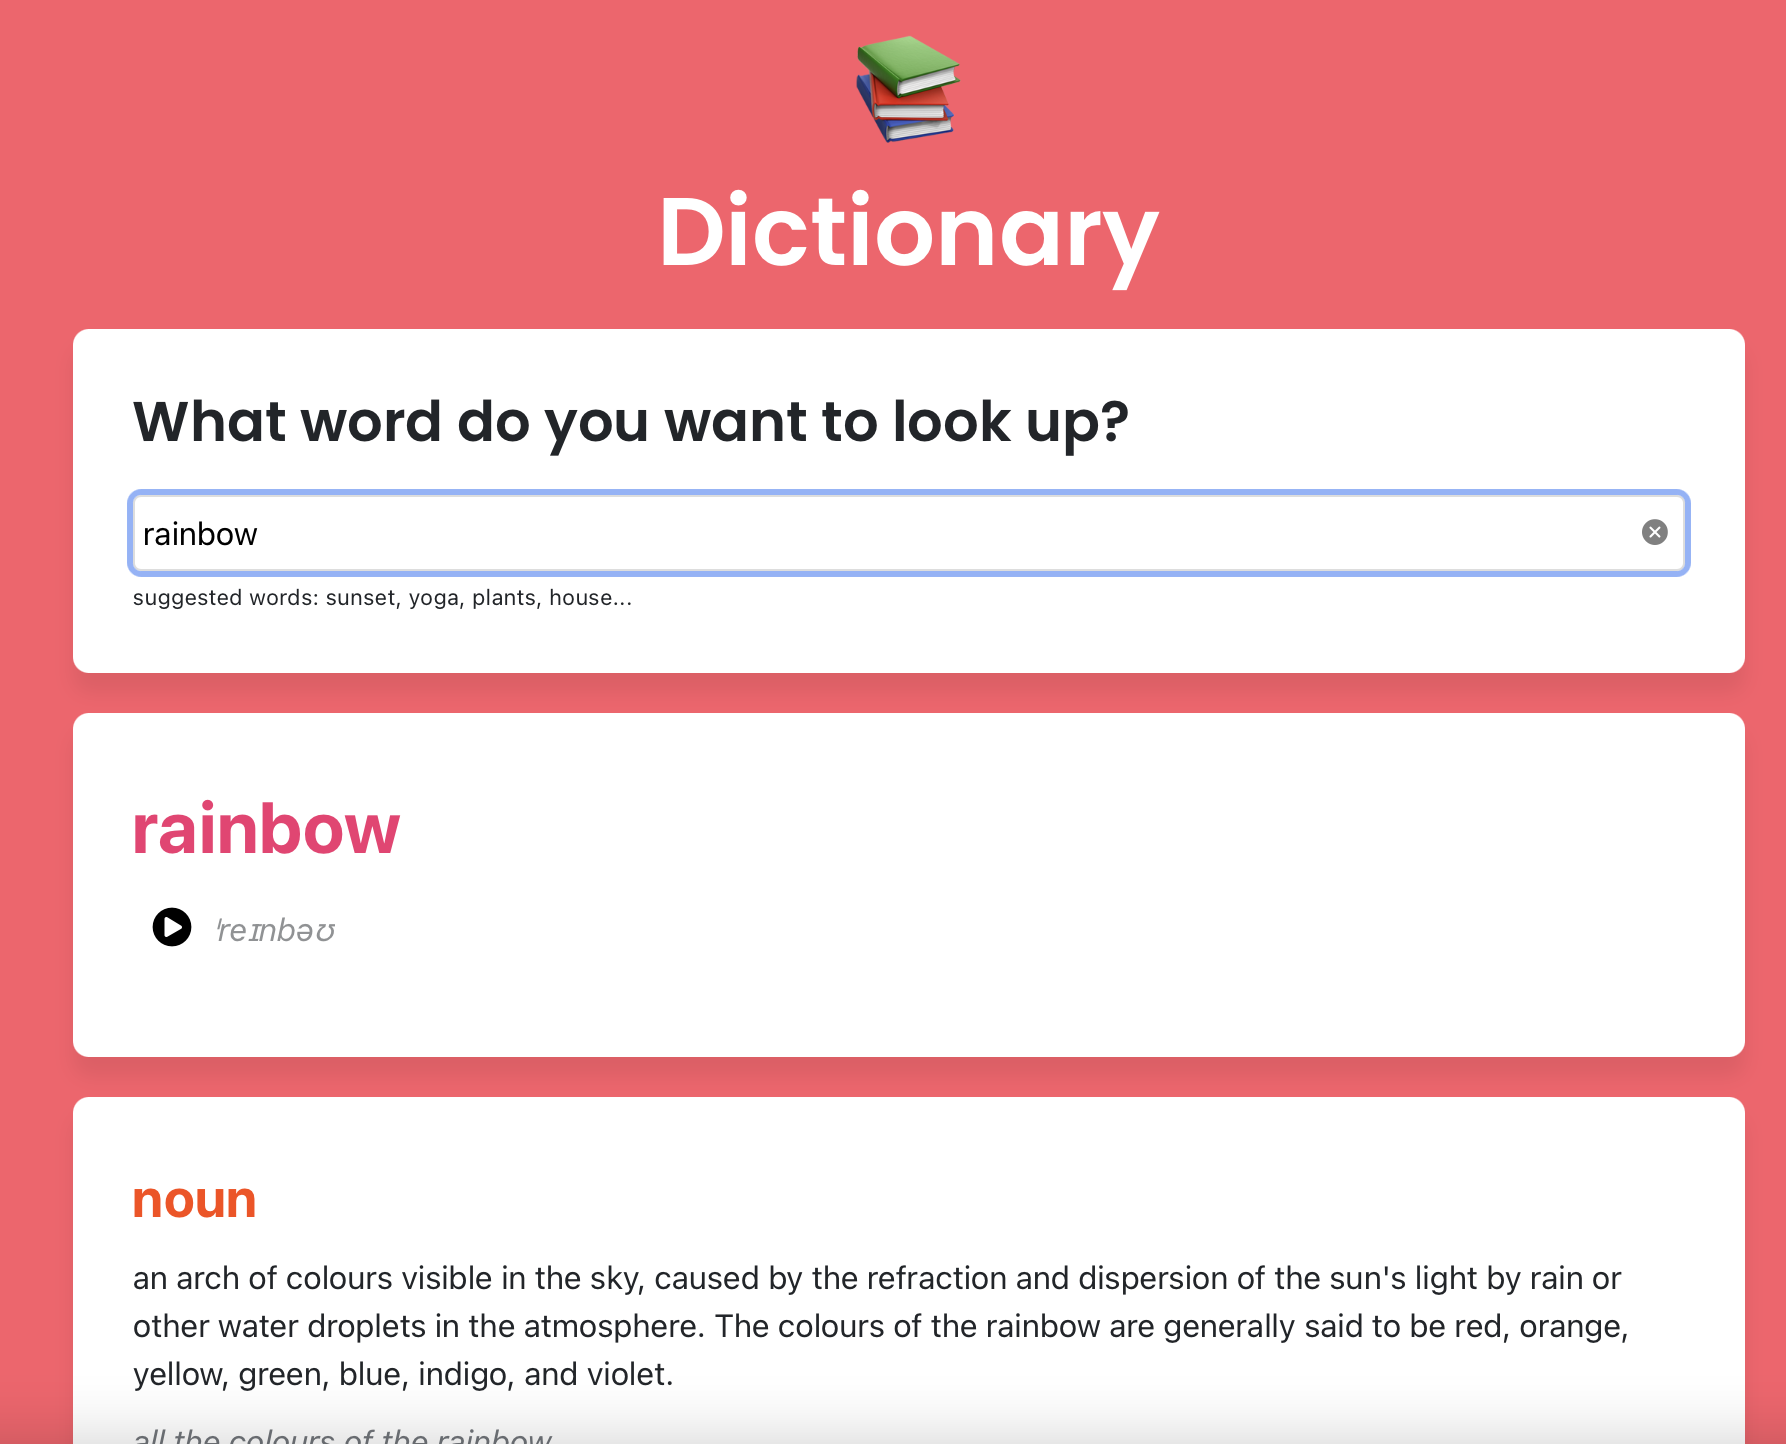 Dictionary
What word do you want to look up?
rainbow
suggested words: sunset, yoga, plants, house...
rainbow
ˈreɪnbəʊ
noun
an arch of colours visible in the sky, caused by the refraction and dispersion of the sun's light by rain or
other water droplets in the atmosphere. The colours of the rainbow are generally said to be red, orange,
yellow, green, blue, indigo, and violet.
all the colours of the rainbow